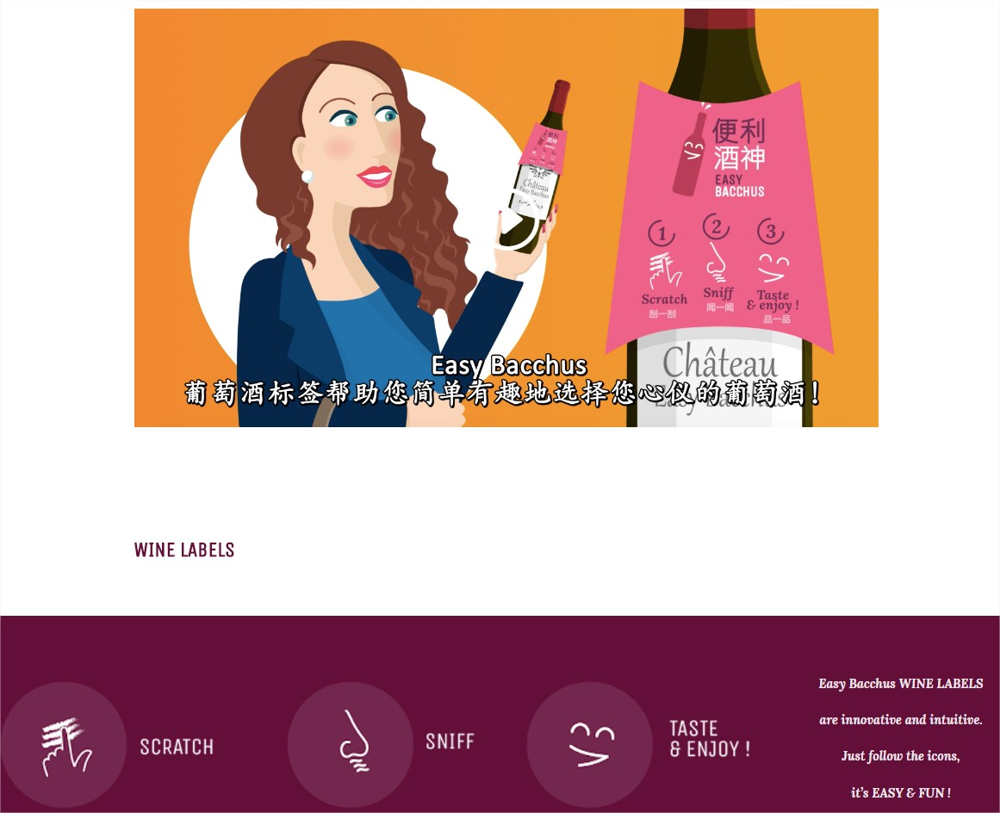 便利
酒神
EASY
BACCHUS
1
2
3
Scratch
刮一刮
Sniff
闻一闻
Taste
& enjoy !
品一品
Château
Easy Bacchus
Château
Easy Bacchus
葡萄酒标签帮助您简单有趣地选择您心仪的葡萄酒!
WINE LABELS
SCRATCH
SNIFF
TASTE
& ENJOY !
Easy Bacchus WINE LABELS
are innovative and intuitive.
Just follow the icons,
it's EASY & FUN !